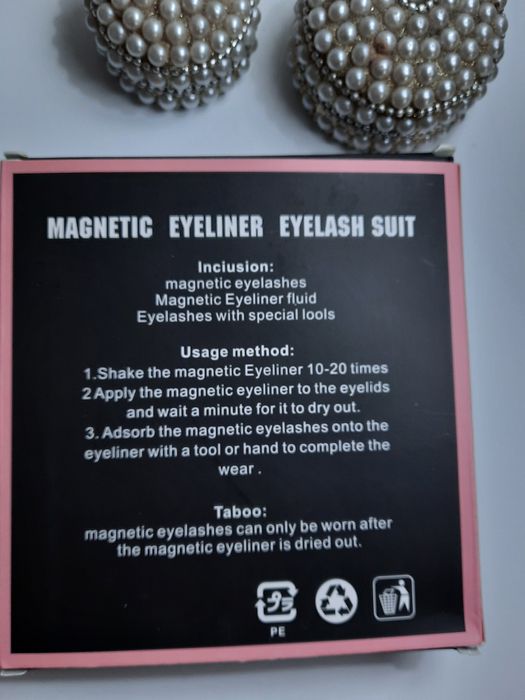 MAGNETIC EYELINER EYELASH SUIT
Inciusion:
magnetic eyelashes
Magnetic Eyeliner fluid
Eyelashes with special lools
Usage method:
1.Shake the magnetic Eyeliner 10-20 times
2 Apply the magnetic eyeliner to the eyelids
and wait a minute for it to dry out.
3. Adsorb the magnetic eyelashes onto the
eyeliner with a tool or hand to complete the
wear .
Taboo:
magnetic eyelashes can only be worn after
the magnetic eyeliner is dried out.
プラ
PE